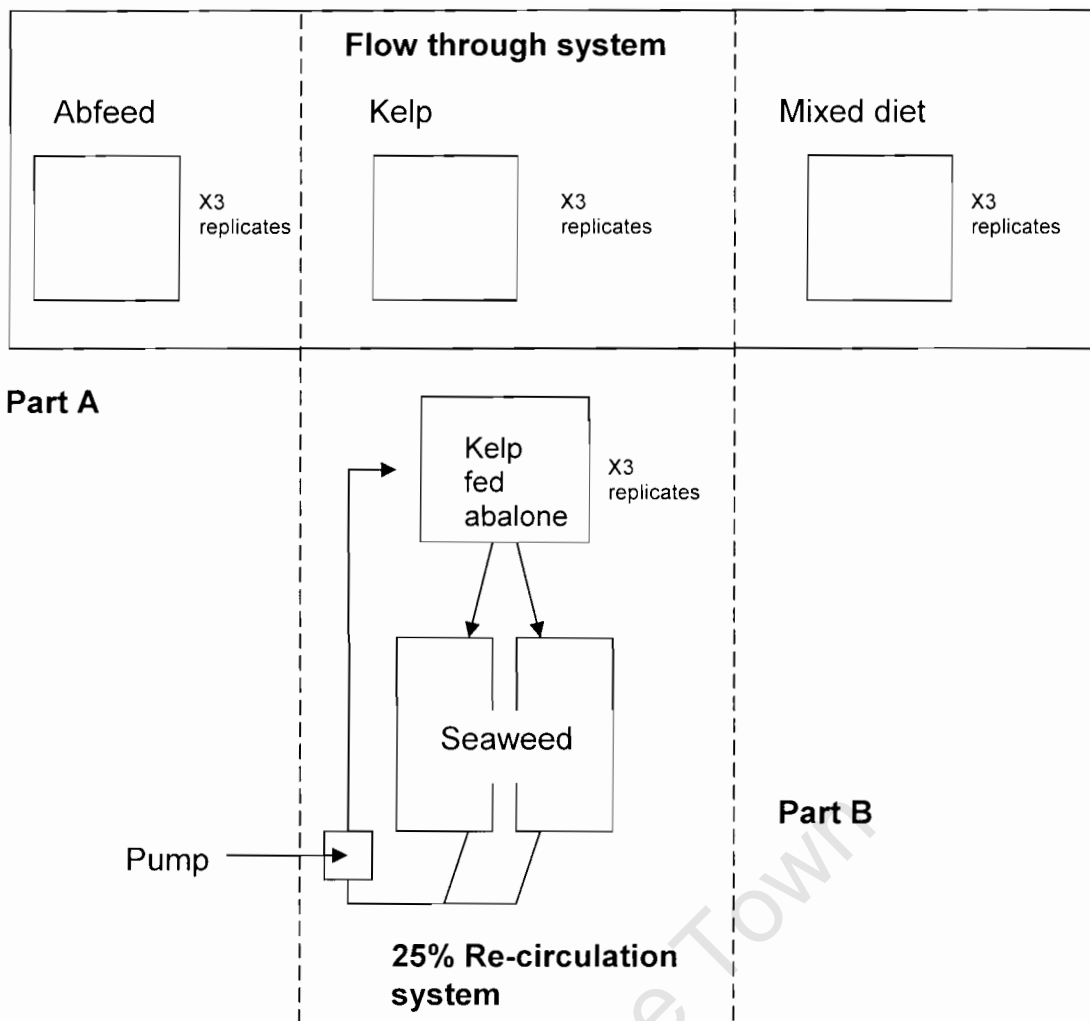 Flow through system
Abfeed
Kelp
Mixed diet
X3
replicates
X3
replicates
X3
replicates
Part A
Kelp
fed
abalone
X3
replicates
Seaweed
Part B
Pump
25% Re-circulation
system
Town